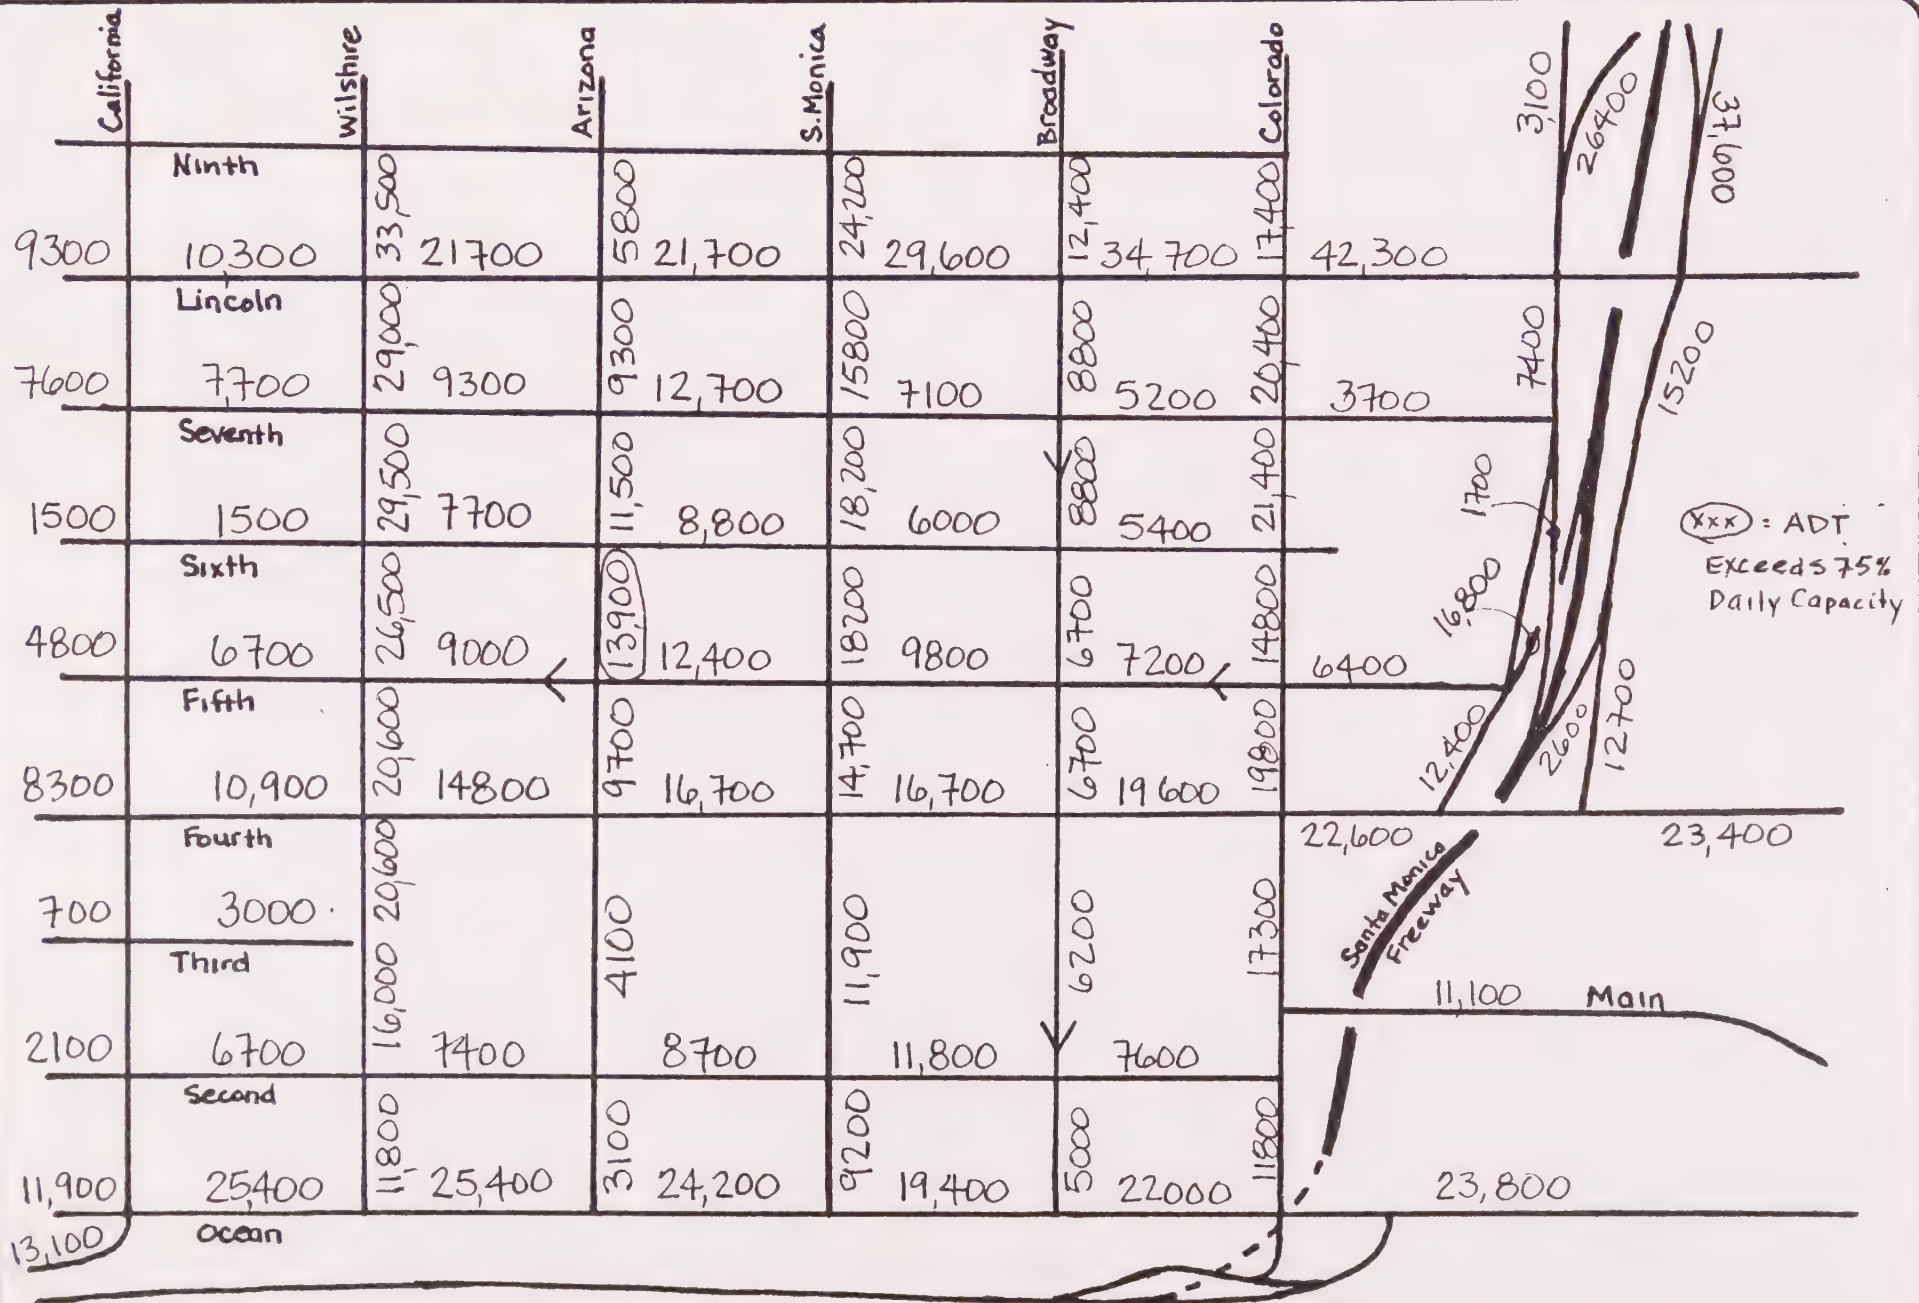 California Wilshire Arizona S.Monica Broadway Colorado
3,100 26400 37,600
Ninth
33,500 5800 24,200 12,400 17400
9300 10,300 21700 21,700 29,600 34,700 42,300
Lincoln
29,000 9300 15800 8800 20,400 7400 15200
7600 7,700 9300 12,700 7100 5200 3700
Seventh
29,500 11,500 18,200 8800 21,400 1700
1500 1500 7700 8,800 6000 5400
xxx : ADT
Exceeds 75%
Daily Capacity
Sixth
26,500 13,900 18200 6700 14800 16,800
4800 6700 9000 12,400 9800 7200 6400
Fifth
20,600 9700 14,700 6700 19800 12,400 2600 12700
8300 10,900 14800 16,700 16,700 19600
22,600 23,400
Fourth
20,600
700 3000
Santa Monica
Freeway
Third
16,000 4100 11,900 6200 17300
11,100 Main
2100 6700 7400 8700 11,800 7600
Second
11,800 3100 9200 5000 11800
11,900 25,400 25,400 24,200 19,400 22000 23,800
13,100 Ocean